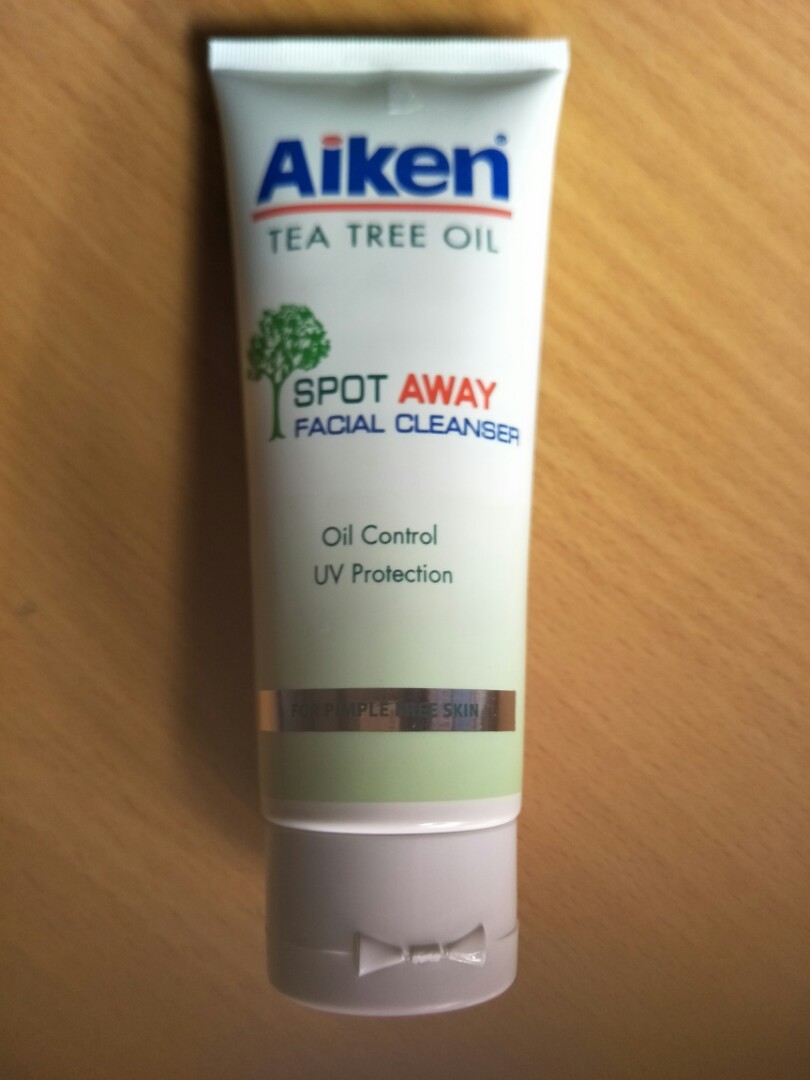 Aiken®
TEA TREE OIL
SPOT AWAY
FACIAL CLEANSER
Oil Control
UV Protection
FOR PIMPLE FREE SKIN